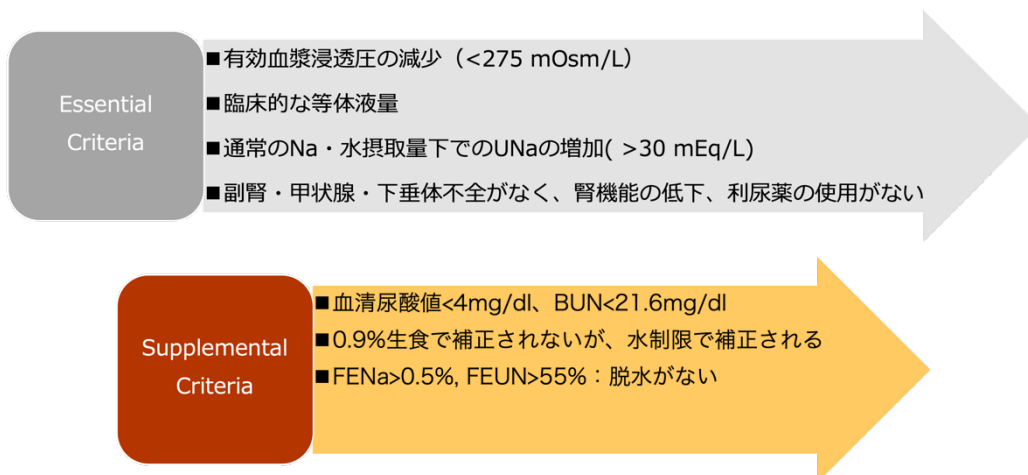 Essential
Criteria
■有効血漿浸透圧の減少（<275 mOsm/L）
■臨床的な等体液量
■通常のNa・水摂取量下でのUNaの増加( >30 mEq/L)
■副腎・甲状腺・下垂体不全がなく、腎機能の低下、利尿薬の使用がない
Supplemental
Criteria
■血清尿酸値<4mg/dl、BUN<21.6mg/dl
■0.9%生食で補正されないが、水制限で補正される
■FENa>0.5%, FEUN>55%：脱水がない